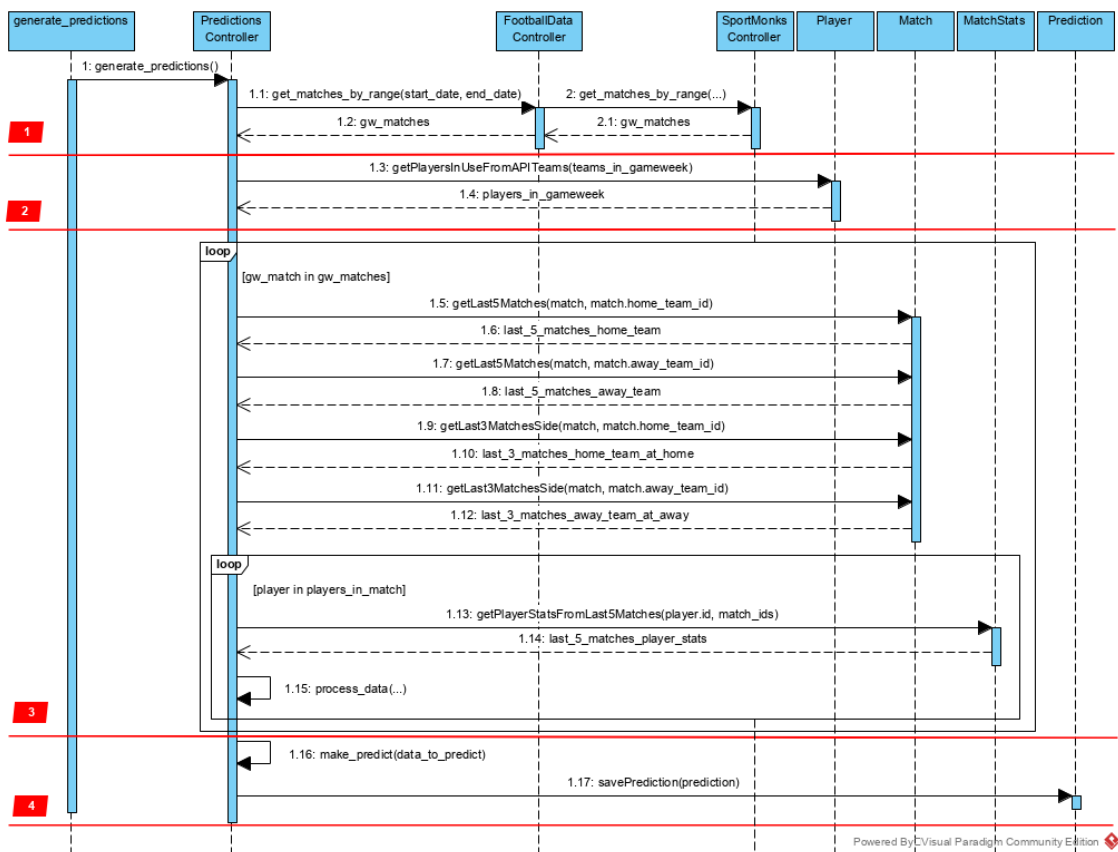 generate_predictions
Predictions
Controller
FootballData
Controller
SportMonks
Controller
Player
Match
MatchStats
Prediction
1: generate_predictions()
1.1: get_matches_by_range(start_date, end_date)
2: get_matches_by_range(...)
1.2: gw_matches
2.1: gw_matches
1
1.3: getPlayersInUseFromAPITeams(teams_in_gameweek)
1.4: players_in_gameweek
2
loop
[gw_match in gw_matches]
1.5: getLast5Matches(match, match.home_team_id)
1.6: last_5_matches_home_team
1.7: getLast5Matches(match, match.away_team_id)
1.8: last_5_matches_away_team
1.9: getLast3MatchesSide(match, match.home_team_id)
1.10: last_3_matches_home_team_at_home
1.11: getLast3MatchesSide(match, match.away_team_id)
1.12: last_3_matches_away_team_at_away
loop
[player in players_in_match]
1.13: getPlayerStatsFromLast5Matches(player.id, match_ids)
1.14: last_5_matches_player_stats
1.15: process_data(...)
3
1.16: make_predict(data_to_predict)
1.17: savePrediction(prediction)
4
Powered ByCVisual Paradigm Community Edition